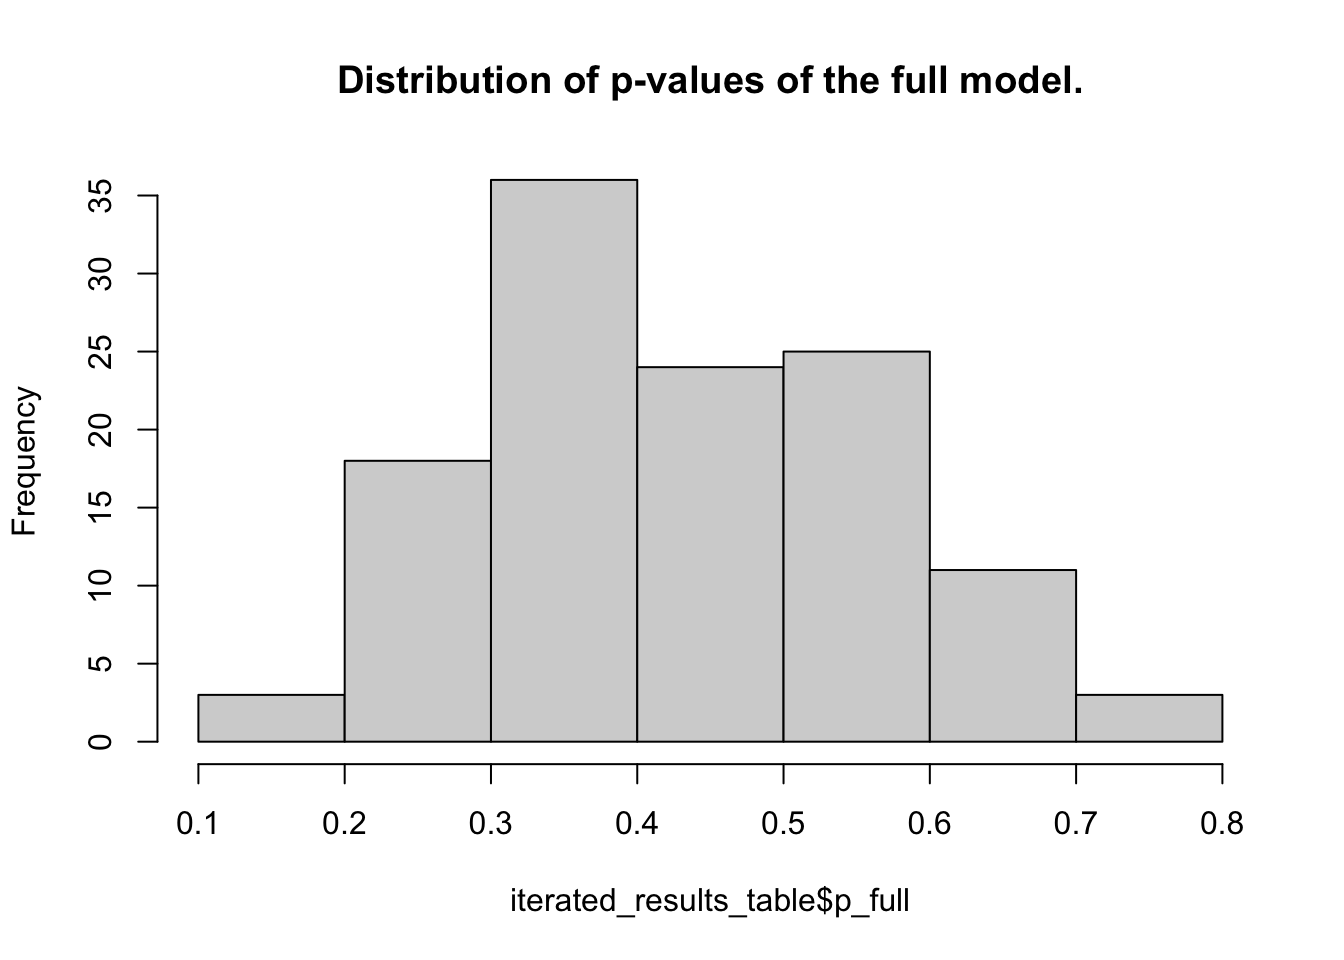 Distribution of p-values of the full model.
Frequency
35
30
25
20
15
10
5
0
0.1 0.2 0.3 0.4 0.5 0.6 0.7 0.8
iterated_results_table$p_full